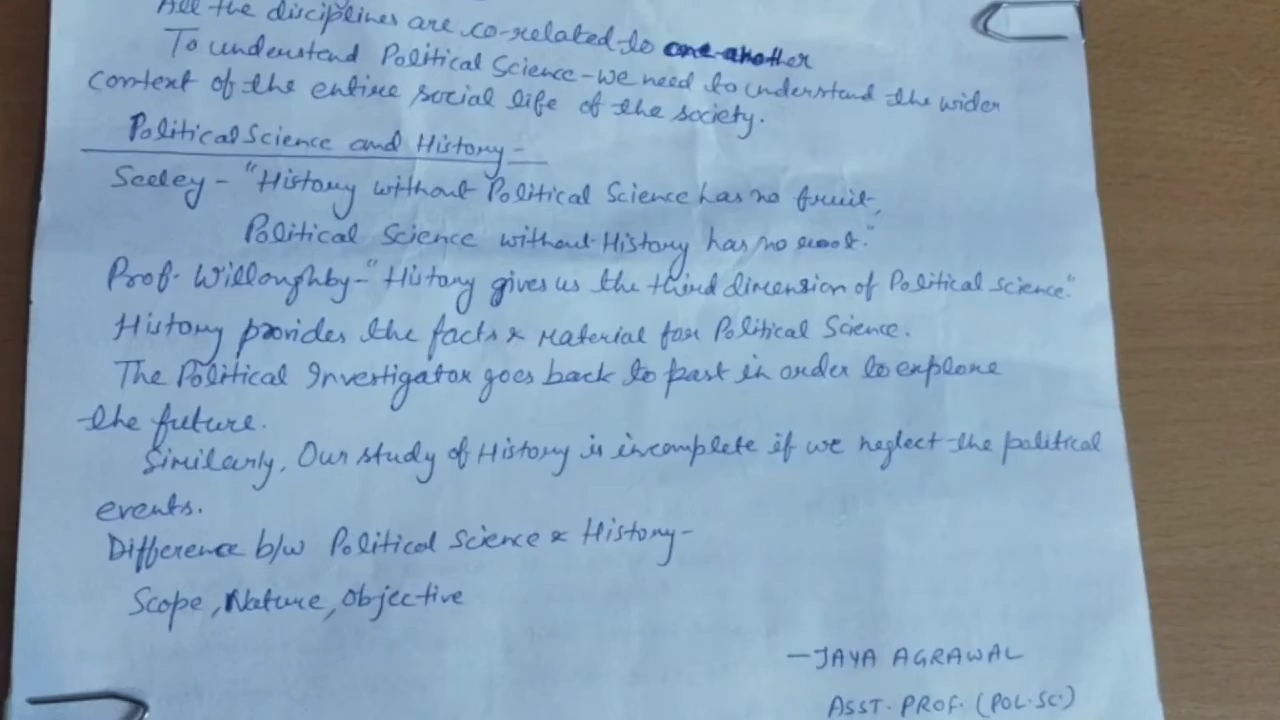 All the disciplines are co-related to one another
To understand Political Science - we need to understand the wider
context of the entire social life of the society.
Political Science and History -
Seeley - "History without Political Science has no fruit,
Political Science without History has no root."
Prof. Willoughby - "History gives us the third dimension of Political science."
History provides the facts & material for Political Science.
The Political Investigator goes back to past in order to explore
the future.
Similarly, Our study of History is incomplete if we neglect the political
events.
Difference b/w Political Science & History -
Scope, Nature, Objective
- JAYA AGRAWAL
ASST. PROF. (POL.SC.)